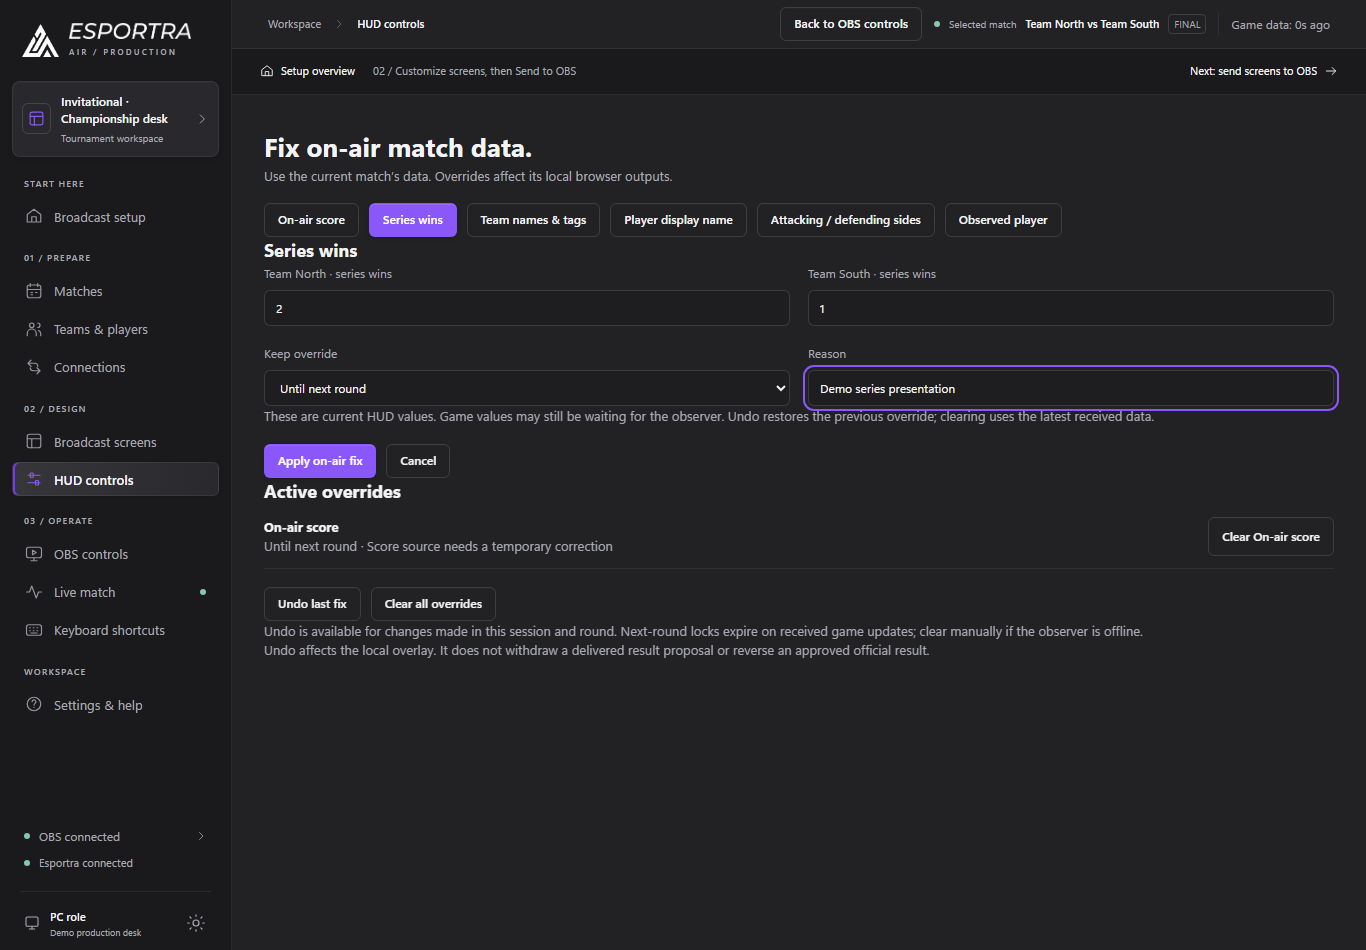 ESPORTRA
AIR / PRODUCTION
Invitational ·
Championship desk
Tournament workspace
START HERE
Broadcast setup
01 / PREPARE
Matches
Teams & players
Connections
02 / DESIGN
Broadcast screens
HUD controls
03 / OPERATE
OBS controls
Live match
Keyboard shortcuts
WORKSPACE
Settings & help
OBS connected
Esportra connected
PC role
Demo production desk
Workspace
HUD controls
Back to OBS controls
Selected match
Team North vs Team South
FINAL
Game data: 0s ago
Setup overview
02 / Customize screens, then Send to OBS
Next: send screens to OBS
Fix on-air match data.
Use the current match's data. Overrides affect its local browser outputs.
On-air score
Series wins
Team names & tags
Player display name
Attacking / defending sides
Observed player
Series wins
Team North · series wins
Team South · series wins
2
1
Keep override
Reason
Until next round
Demo series presentation
These are current HUD values. Game values may still be waiting for the observer. Undo restores the previous override; clearing uses the latest received data.
Apply on-air fix
Cancel
Active overrides
On-air score
Until next round · Score source needs a temporary correction
Clear On-air score
Undo last fix
Clear all overrides
Undo is available for changes made in this session and round. Next-round locks expire on received game updates; clear manually if the observer is offline.
Undo affects the local overlay. It does not withdraw a delivered result proposal or reverse an approved official result.